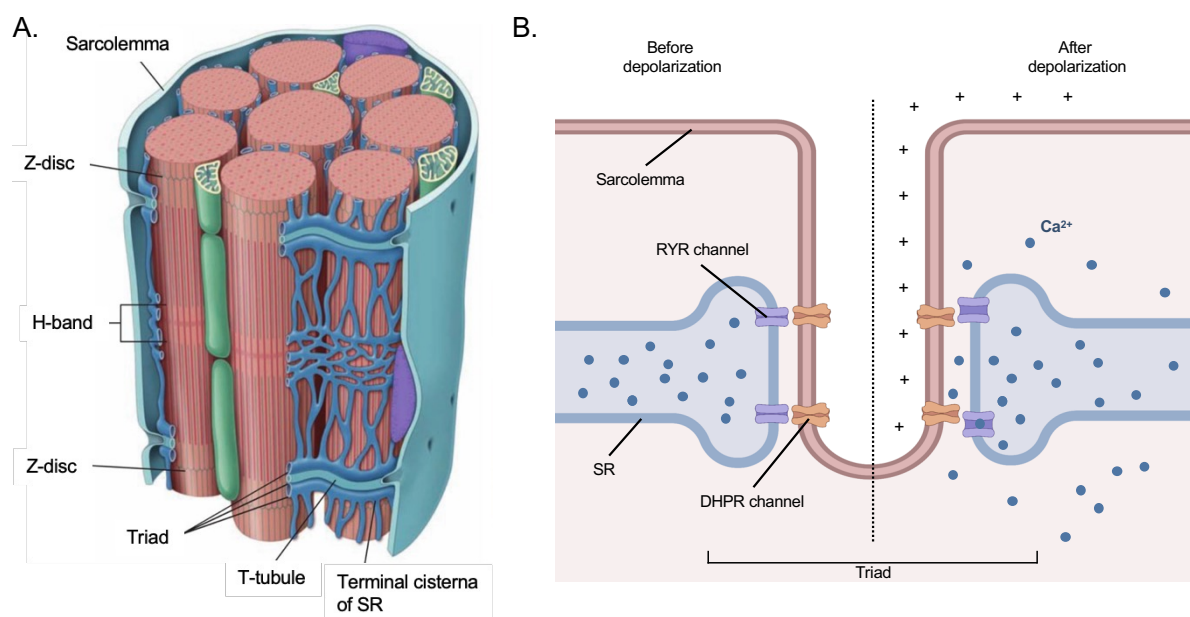 A.
Sarcolemma
Z-disc
H-band
Z-disc
Triad
T-tubule
Terminal cisterna
of SR
B.
Before
depolarization
After
depolarization
+ + + +
Sarcolemma
+
+
+
Ca²⁺
RYR channel
+
+
+
+
SR
DHPR channel
Triad